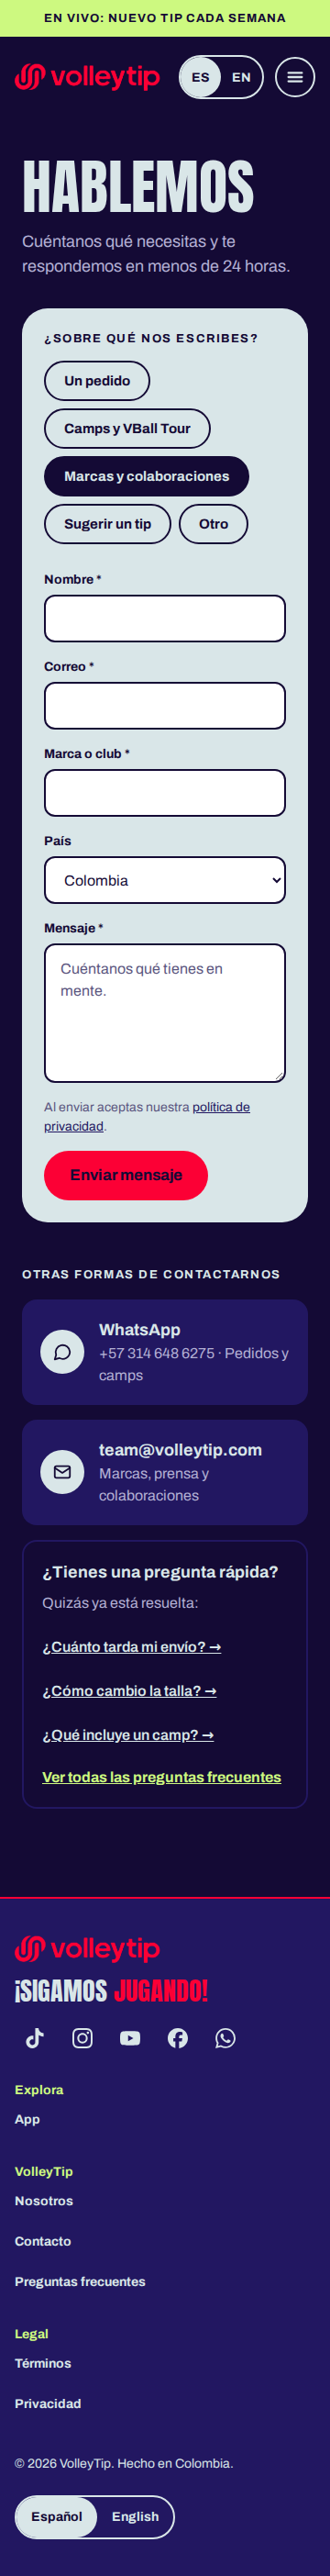 EN VIVO: NUEVO TIP CADA SEMANA
volleytip
ES EN
HABLEMOS
Cuéntanos qué necesitas y te
respondemos en menos de 24 horas.
¿SOBRE QUÉ NOS ESCRIBES?
Un pedido
Camps y VBall Tour
Marcas y colaboraciones
Sugerir un tip Otro
Nombre *
Correo *
Marca o club *
País
Colombia
Mensaje *
Cuéntanos qué tienes en
mente.
Al enviar aceptas nuestra política de
privacidad.
Enviar mensaje
OTRAS FORMAS DE CONTACTARNOS
WhatsApp
+57 314 648 6275 · Pedidos y
camps
team@volleytip.com
Marcas, prensa y
colaboraciones
¿Tienes una pregunta rápida?
Quizás ya está resuelta:
¿Cuánto tarda mi envío? →
¿Cómo cambio la talla? →
¿Qué incluye un camp? →
Ver todas las preguntas frecuentes
volleytip
¡SIGAMOS JUGANDO!
Explora
App
VolleyTip
Nosotros
Contacto
Preguntas frecuentes
Legal
Términos
Privacidad
© 2026 VolleyTip. Hecho en Colombia.
Español English